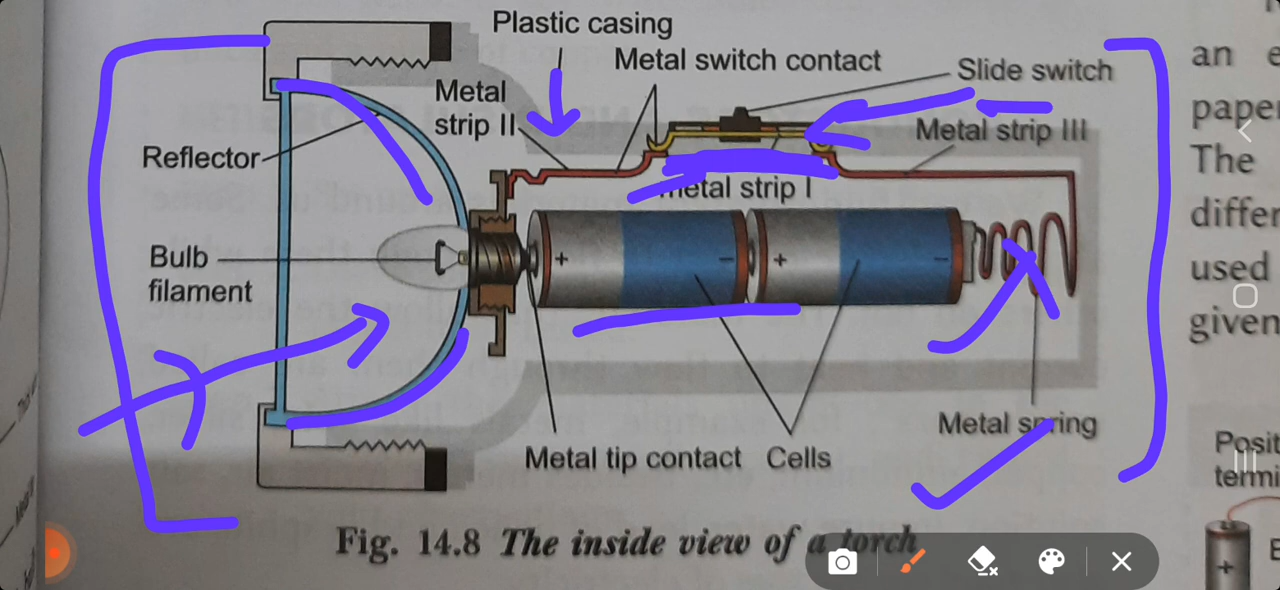 Plastic casing
Metal switch contact
Slide switch
Metal
strip II
Metal strip III
Reflector
metal strip I
+ − + −
Bulb
filament
Metal spring
Metal tip contact Cells
Fig. 14.8 The inside view of a torch
an e
paper
The
differ
used
given
Posit
termi
+
E